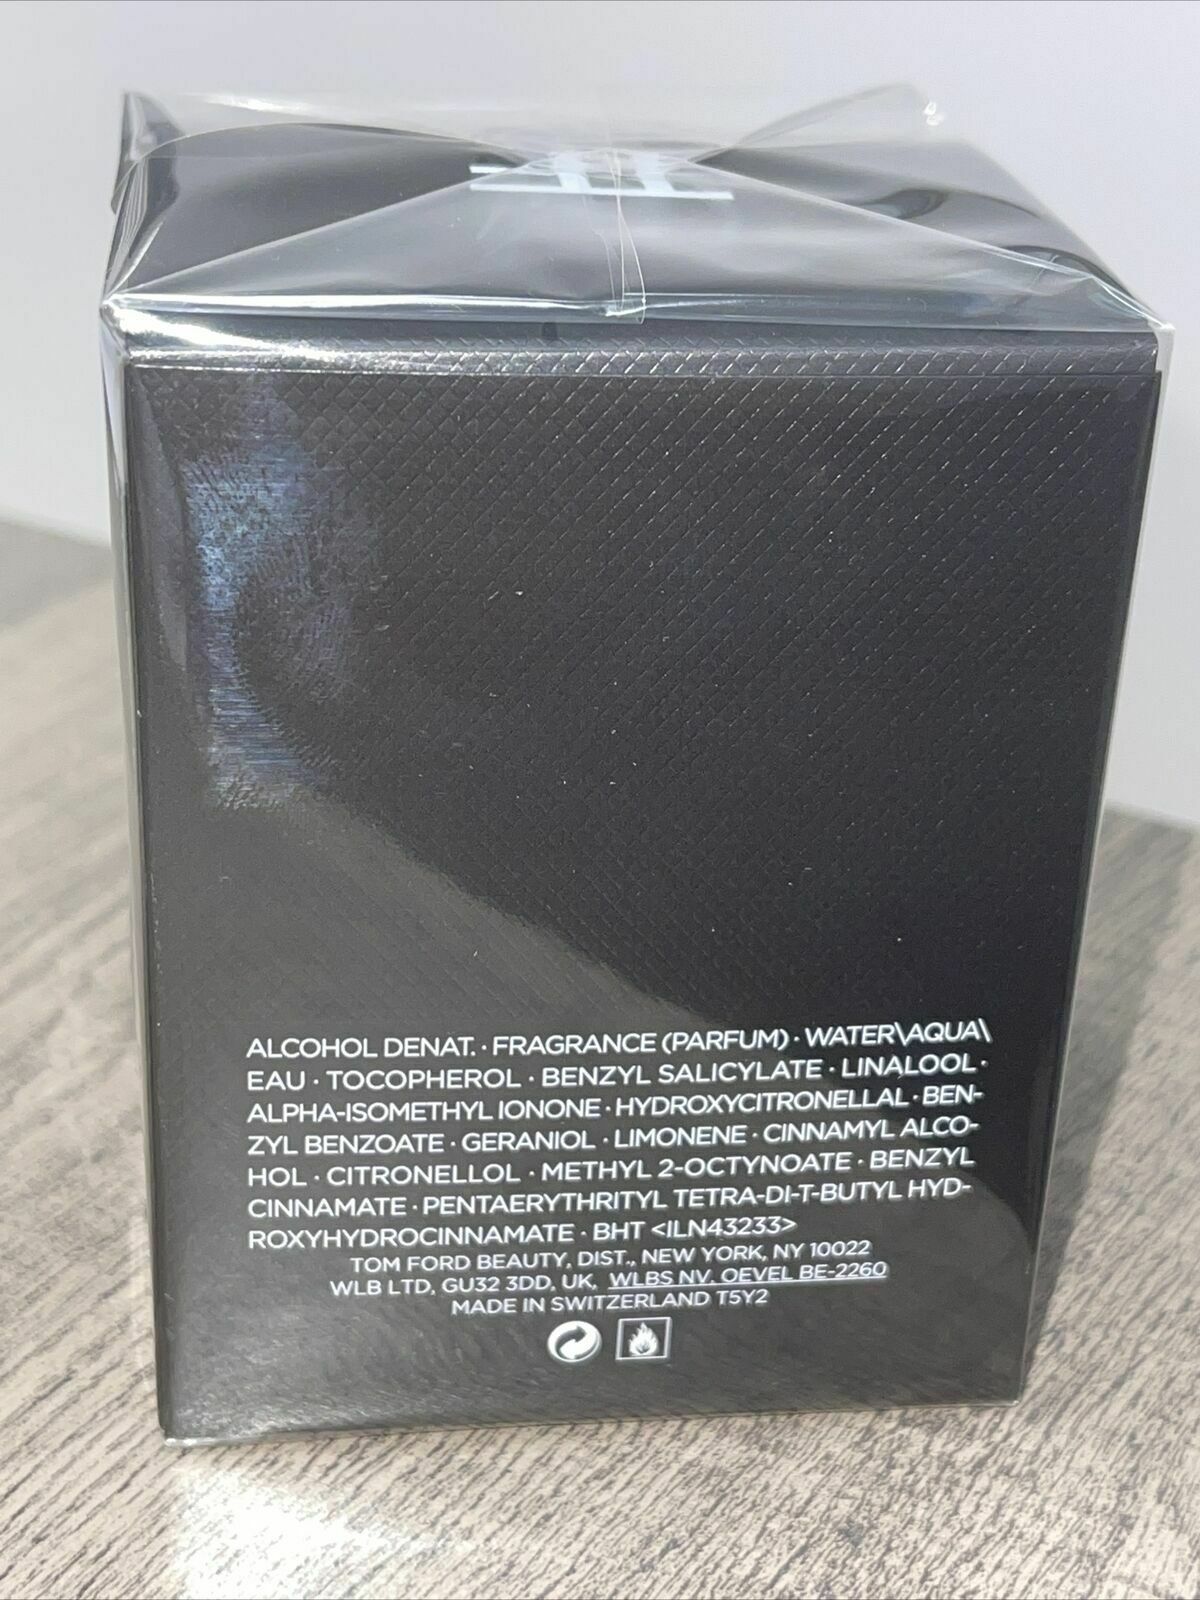 ALCOHOL DENAT. · FRAGRANCE (PARFUM) · WATER\AQUA\
EAU · TOCOPHEROL · BENZYL SALICYLATE · LINALOOL ·
ALPHA-ISOMETHYL IONONE · HYDROXYCITRONELLAL · BEN-
ZYL BENZOATE · GERANIOL · LIMONENE · CINNAMYL ALCO-
HOL · CITRONELLOL · METHYL 2-OCTYNOATE · BENZYL
CINNAMATE · PENTAERYTHRITYL TETRA-DI-T-BUTYL HYD-
ROXYHYDROCINNAMATE · BHT <ILN43233>
TOM FORD BEAUTY, DIST., NEW YORK, NY 10022
WLB LTD, GU32 3DD, UK, WLBS NV. OEVEL BE-2260
MADE IN SWITZERLAND T5Y2